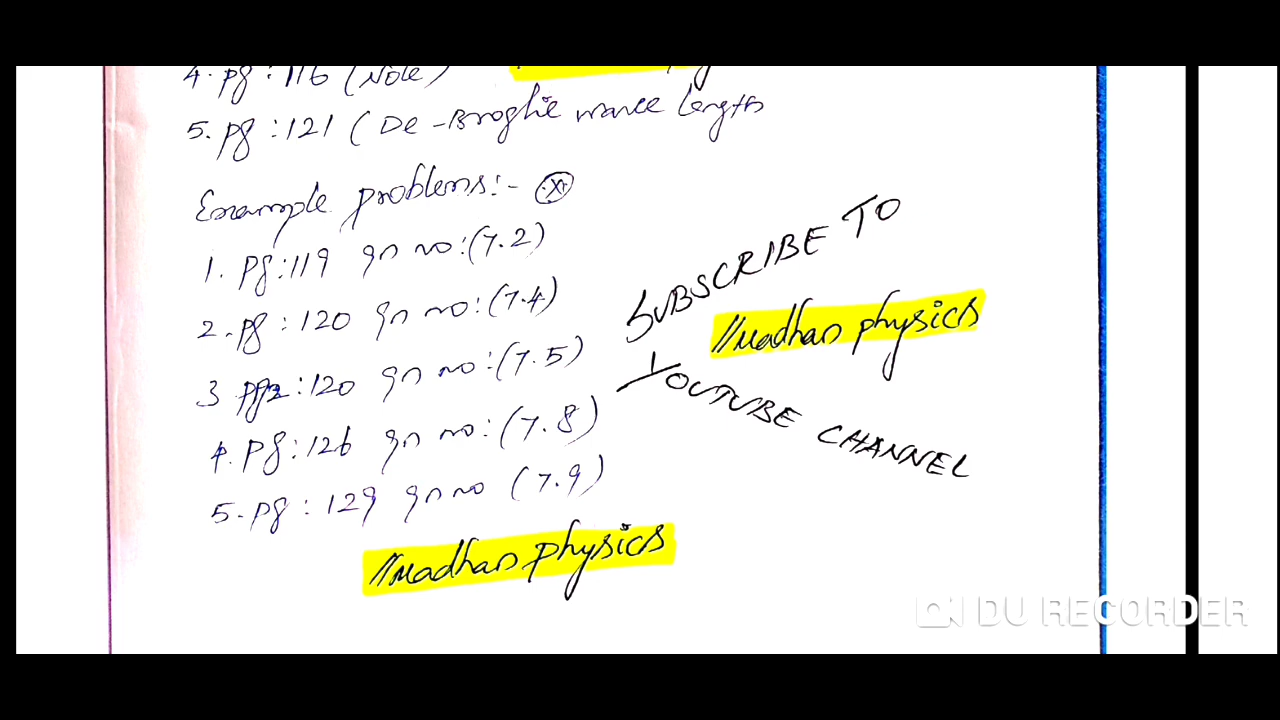 4. pg : 116 (Note)
5. pg : 121 ( De-Broglie wave length
Example problems:-
1. pg:119 qn no:(7.2)
2. pg : 120 qn no:(7.4)
3 pg : 120 qn no:(7.5)
4. pg:126 qn no:(7.8)
5. pg : 129 qn no (7.9)
SUBSCRIBE TO
//Madhan physics
YOUTUBE CHANNEL
//Madhan physics
DU RECORDER